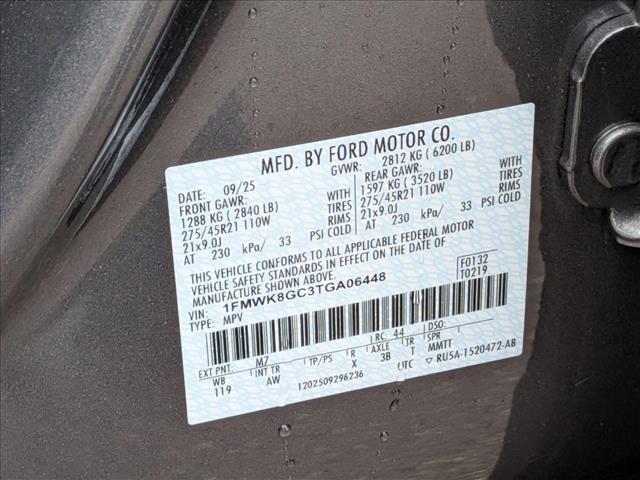 MFD. BY FORD MOTOR CO.
DATE: 09/25 GVWR: 2812 KG ( 6200 LB)
FRONT GAWR: REAR GAWR:
1288 KG ( 2840 LB) WITH 1597 KG ( 3520 LB) WITH
275/45R21 110W TIRES 275/45R21 110W TIRES
21x9.0J RIMS 21x9.0J RIMS
AT 230 kPa/ 33 PSI COLD AT 230 kPa/ 33 PSI COLD
THIS VEHICLE CONFORMS TO ALL APPLICABLE FEDERAL MOTOR
VEHICLE SAFETY STANDARDS IN EFFECT ON THE DATE OF
MANUFACTURE SHOWN ABOVE.
VIN: 1FMWK8GC3TGA06448 F0132
TYPE: MPV T0219
EXT PNT: M7 RC: 44 DSO:
WB INT TR TP/PS R AXLE TR SPR
119 AW X 3B T MMTT
1202509296236 UTC ▽ RU5A-1520472-AB